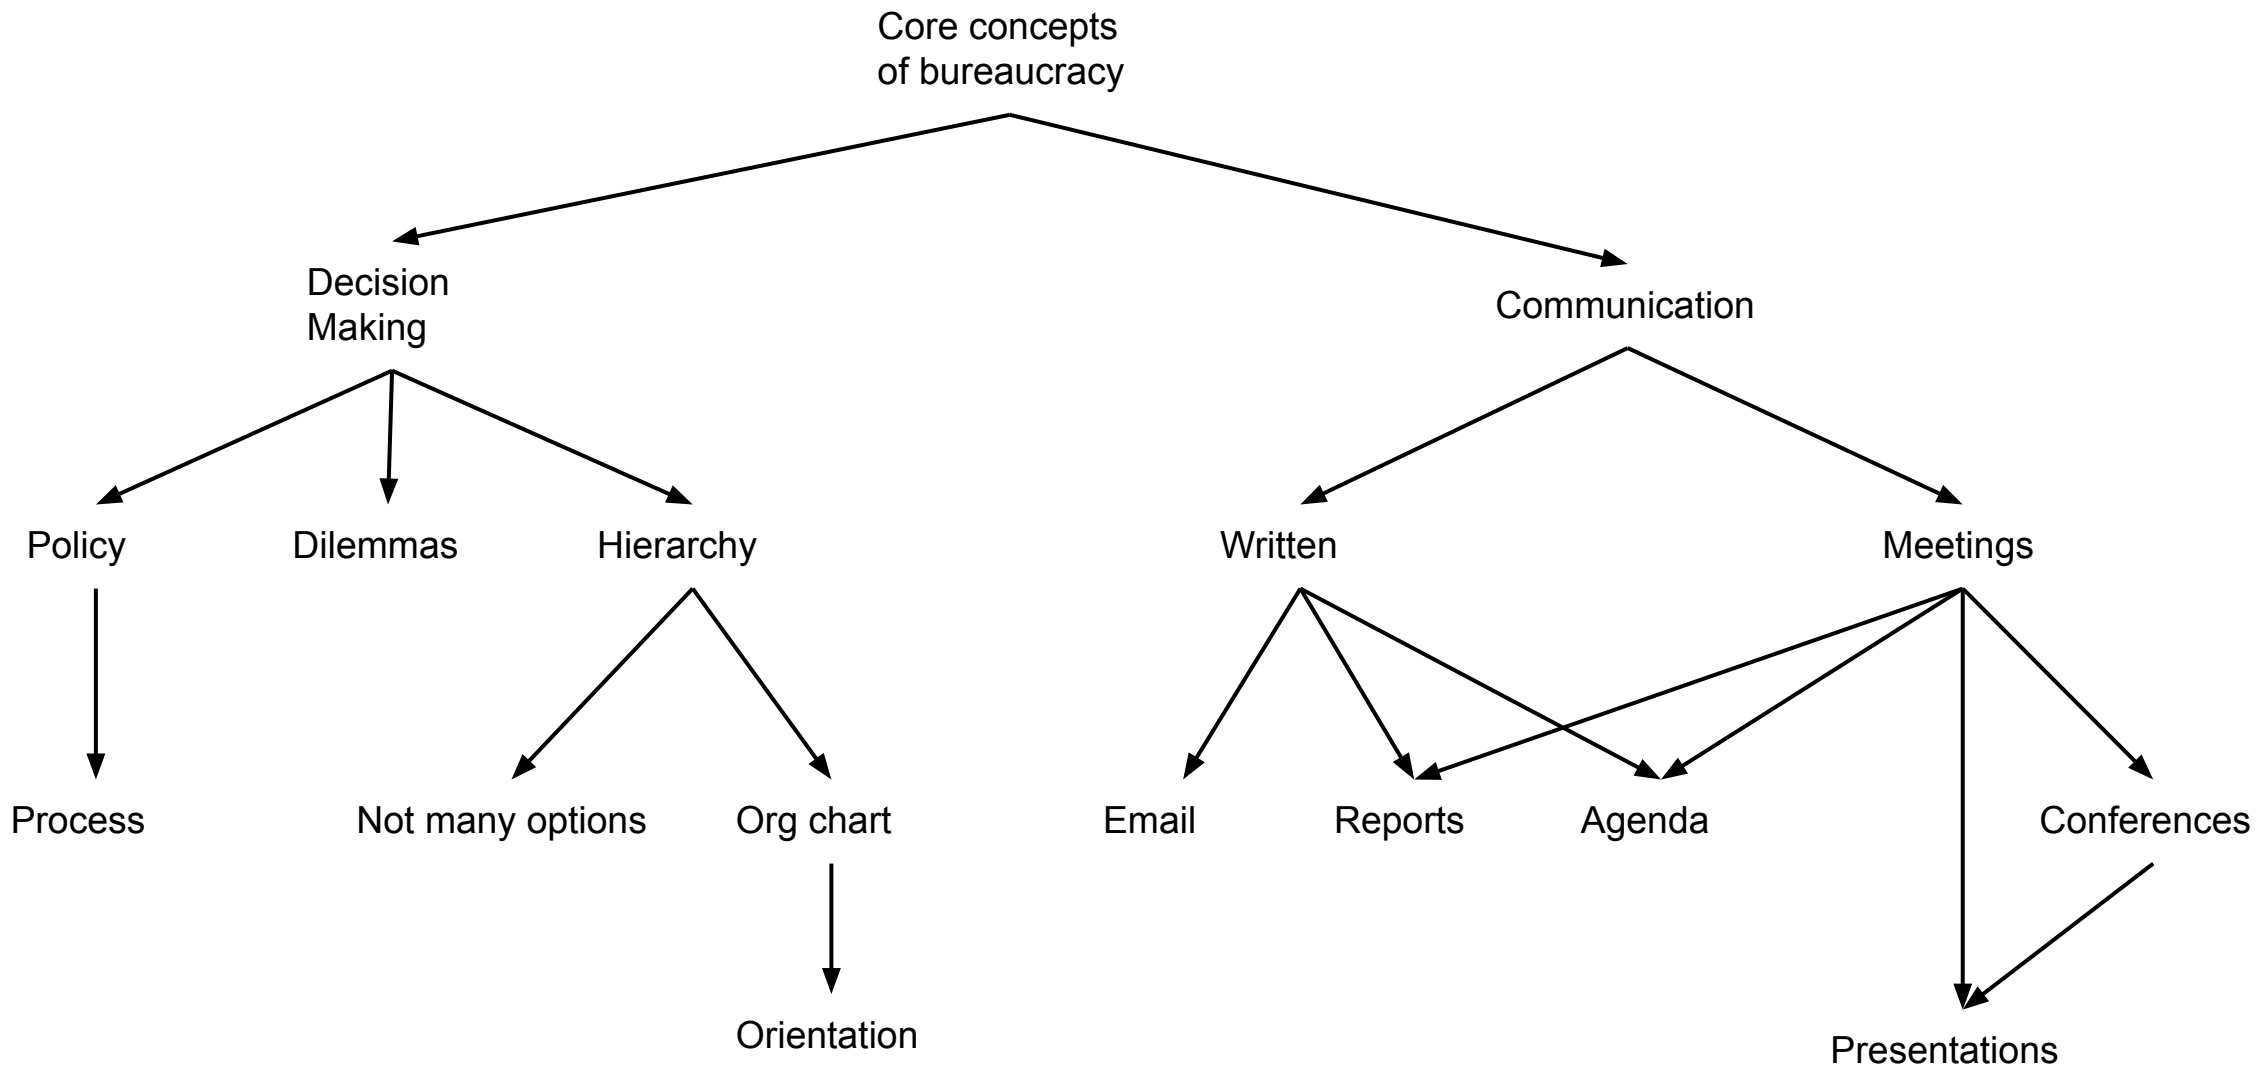 Core concepts
of bureaucracy
Decision
Making
Communication
Policy
Dilemmas
Hierarchy
Written
Meetings
Process
Not many options
Org chart
Email
Reports
Agenda
Conferences
Orientation
Presentations